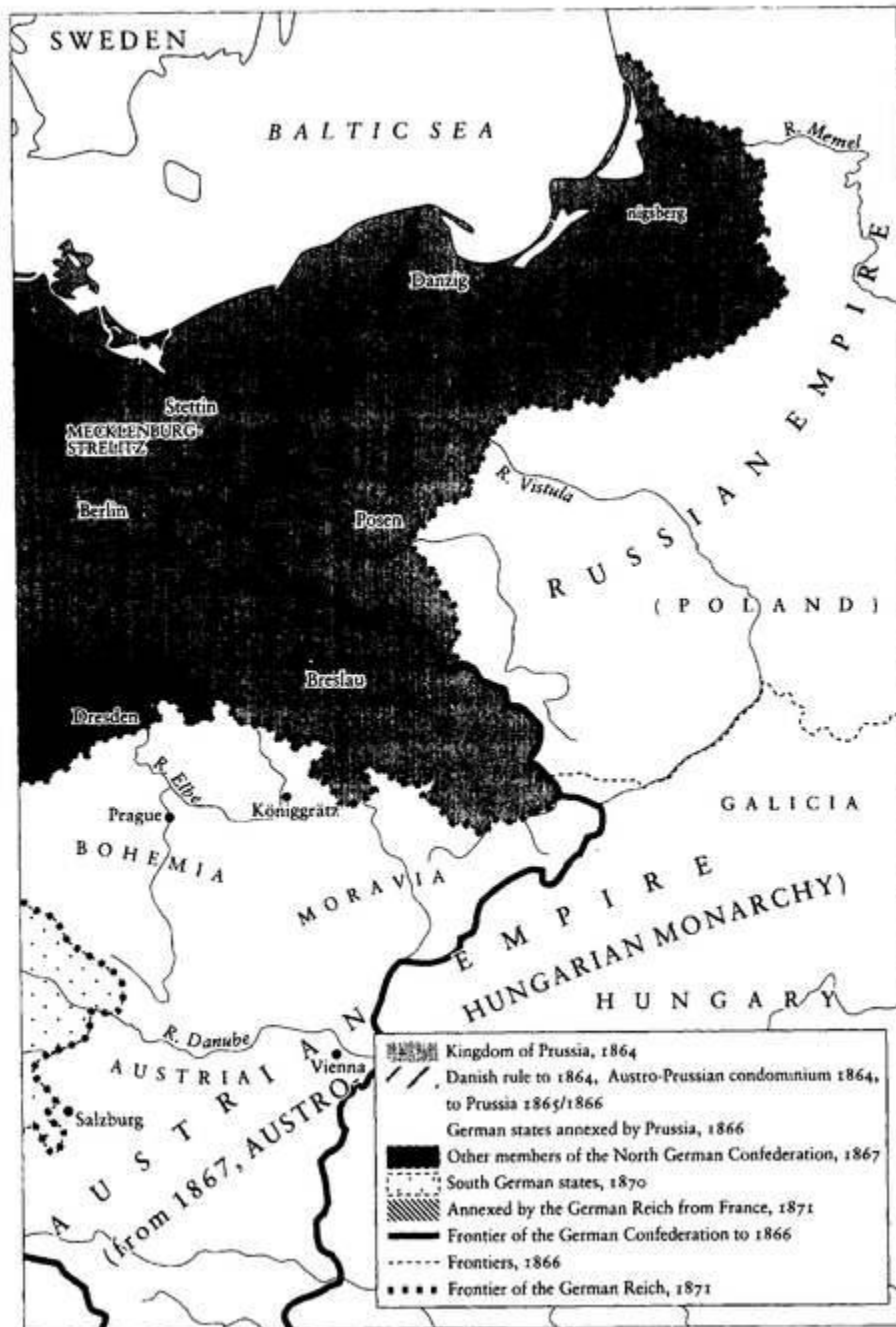 SWEDEN
BALTIC SEA
R. Memel
nigsberg
Danzig
Stettin
MECKLENBURG-
STRELITZ
R. Vistula
Berlin
Posen
RUSSIAN EMPIRE
(POLAND)
Breslau
Dresden
R. Elbe
Königgrätz
Prague
GALICIA
BOHEMIA
MORAVIA
AUSTRIAN EMPIRE
(from 1867, AUSTRO-
HUNGARIAN MONARCHY)
HUNGARY
R. Danube
AUSTRIA
Vienna
Salzburg
Kingdom of Prussia, 1864
Danish rule to 1864, Austro-Prussian condominium 1864,
to Prussia 1865/1866
German states annexed by Prussia, 1866
Other members of the North German Confederation, 1867
South German states, 1870
Annexed by the German Reich from France, 1871
Frontier of the German Confederation to 1866
Frontiers, 1866
Frontier of the German Reich, 1871